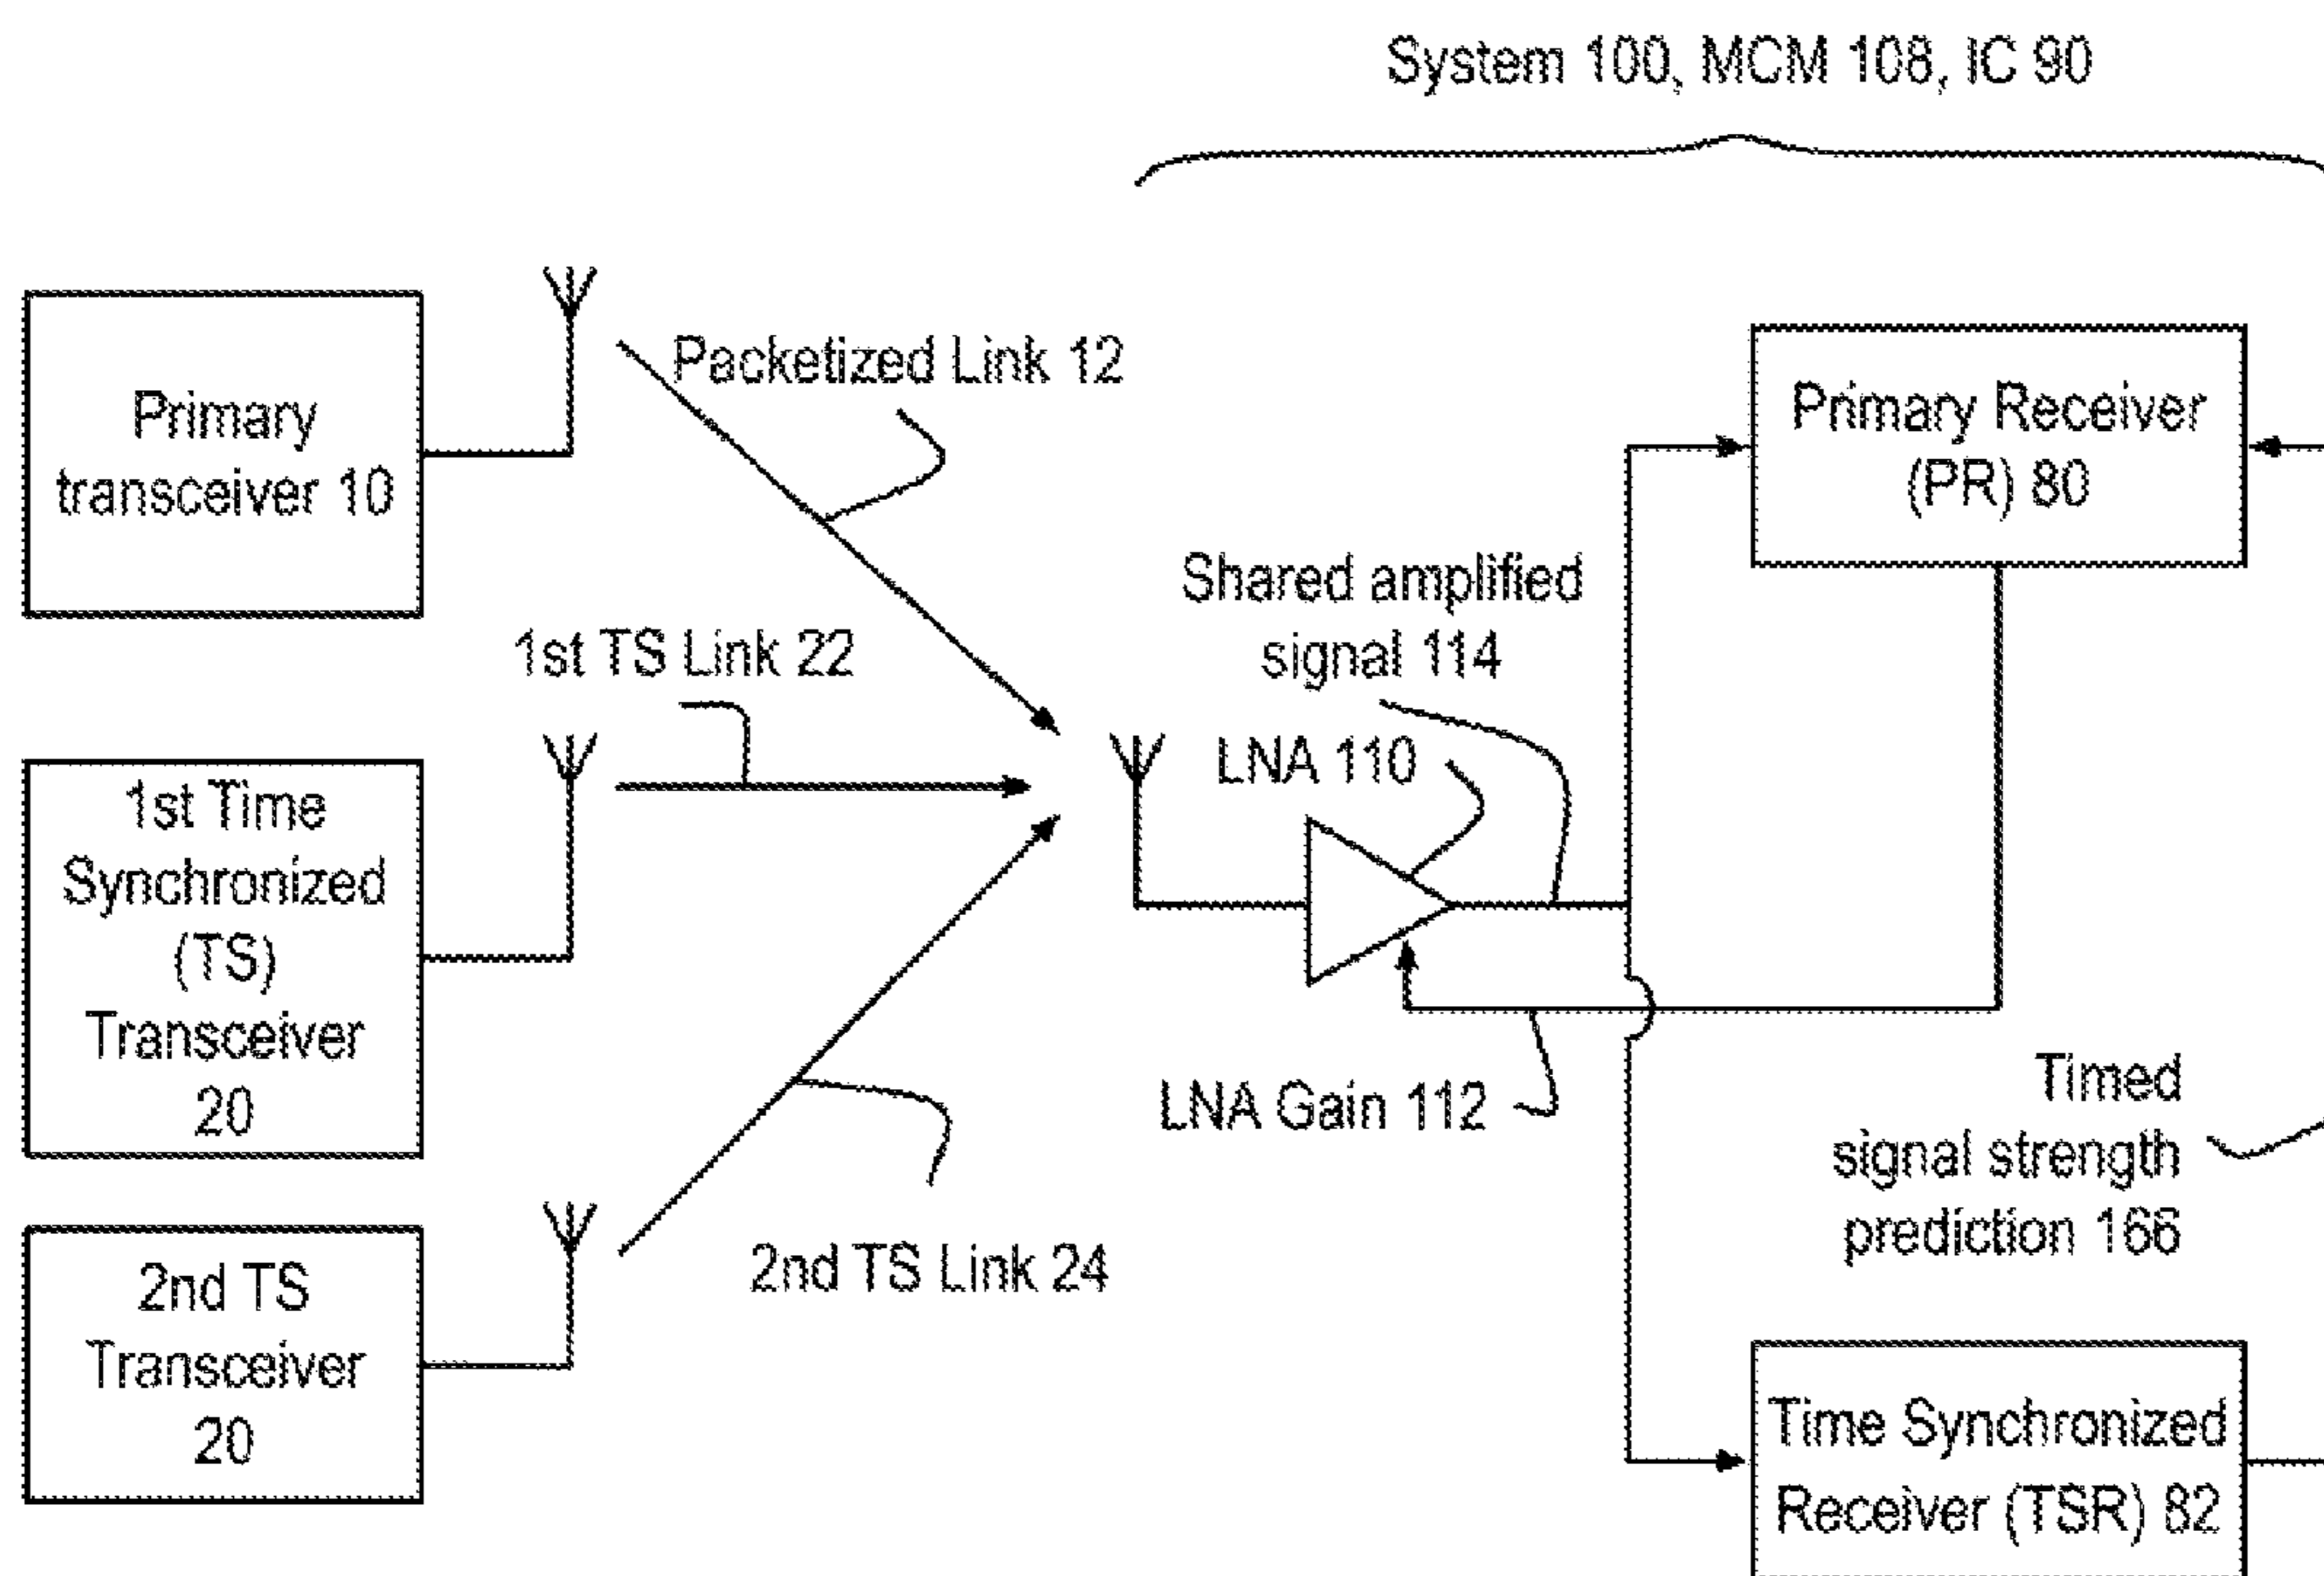 System 100, MCM 108, IC 90
Primary
transceiver 10
Packetized Link 12
Primary Receiver
(PR) 80
Shared amplified
signal 114
1st TS Link 22
LNA 110
1st Time
Synchronized
(TS)
Transceiver
20
LNA Gain 112
Timed
signal strength
prediction 166
2nd TS Link 24
2nd TS
Transceiver
20
Time Synchronized
Receiver (TSR) 82